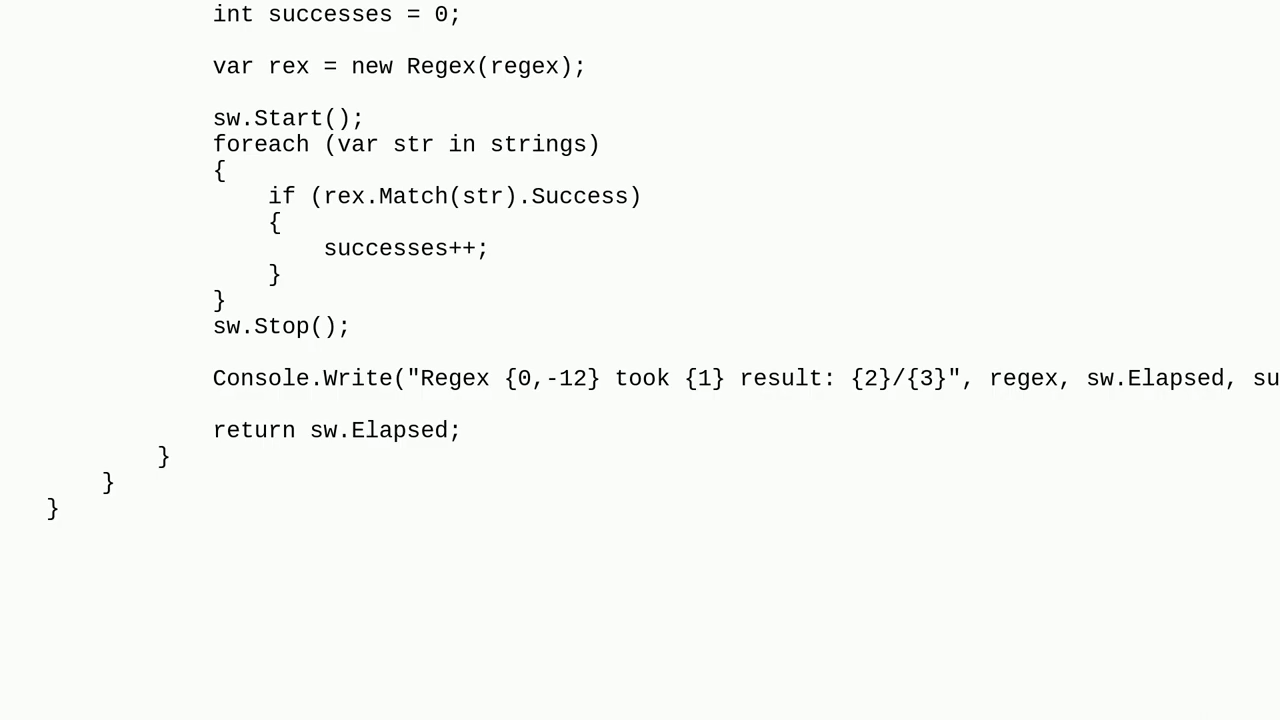 int successes = 0;
var rex = new Regex(regex);
sw.Start();
foreach (var str in strings)
{
if (rex.Match(str).Success)
{
successes++;
}
}
sw.Stop();
Console.Write("Regex {0,-12} took {1} result: {2}/{3}", regex, sw.Elapsed, su
return sw.Elapsed;
}
}
}